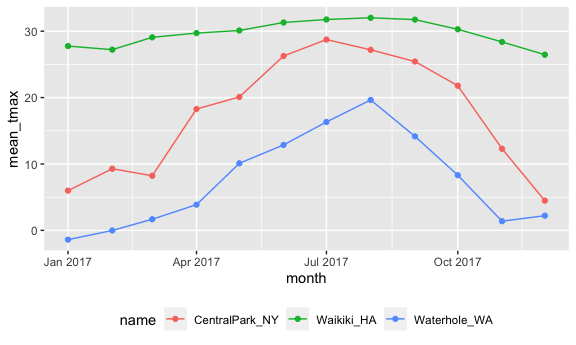 30
20
10
0
mean_tmax
Jan 2017 Apr 2017 Jul 2017 Oct 2017
month
name CentralPark_NY Waikiki_HA Waterhole_WA